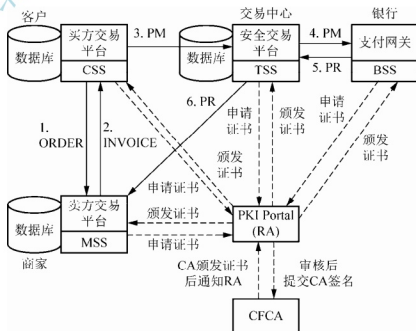 客户
交易中心
银行
数据库
买方交易
平台
CSS
3. PM
数据库
安全交易
平台
TSS
4. PM
5. PR
支付网关
BSS
1.
ORDER
2.
INVOICE
6. PR
申请
证书
颁发
证书
申请
证书
颁发
证书
颁发
证书
数据库
卖方交易
平台
MSS
商家
申请证书
颁发证书
申请证书
PKI Portal
(RA)
CA颁发证书
后通知RA
审核后
提交CA签名
CFCA